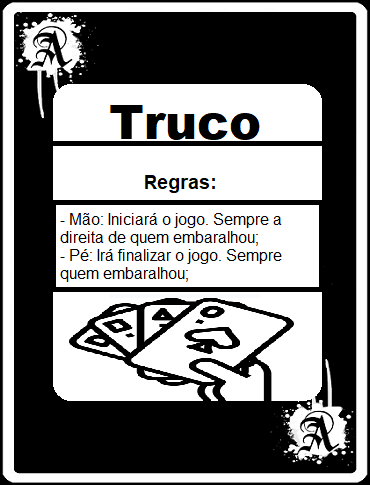 A
Truco
Regras:
- Mão: Iniciará o jogo. Sempre a
direita de quem embaralhou;
- Pé: Irá finalizar o jogo. Sempre
quem embaralhou;
A